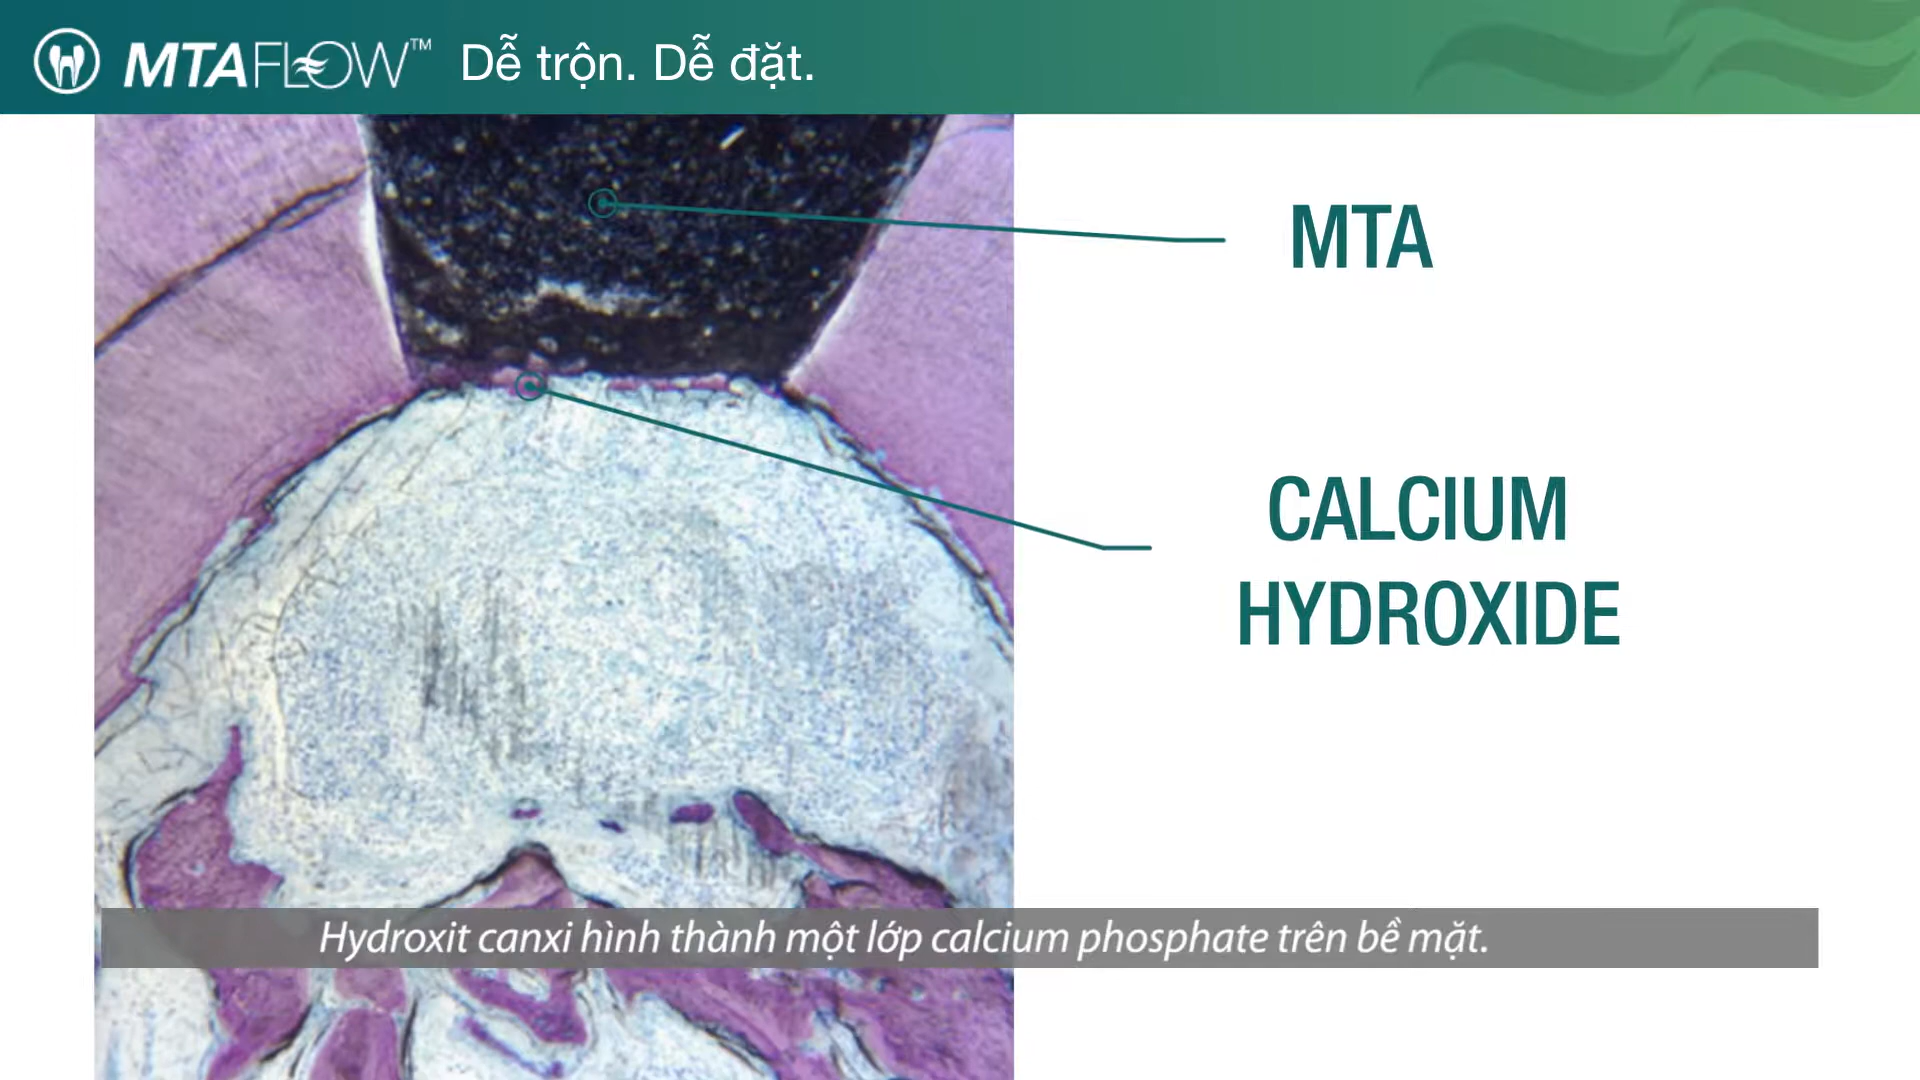 MTAFLOW™ Dễ trộn. Dễ đặt.
MTA
CALCIUM
HYDROXIDE
Hydroxit canxi hình thành một lớp calcium phosphate trên bề mặt.